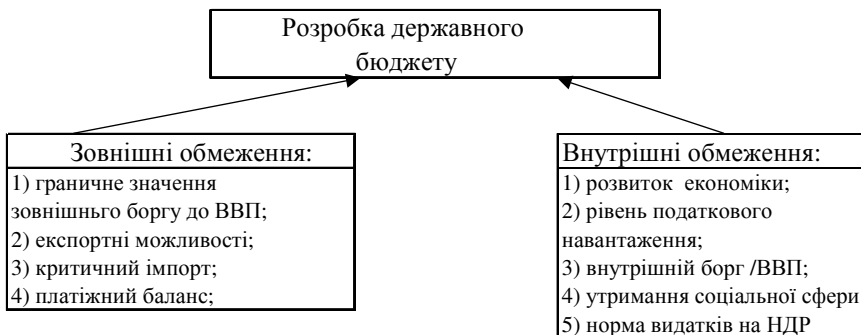 Розробка державного
бюджету
Зовнішні обмеження:
1) граничне значення
зовнішнього боргу до ВВП;
2) експортні можливості;
3) критичний імпорт;
4) платіжний баланс;
Внутрішні обмеження:
1) розвиток економіки;
2) рівень податкового
навантаження;
3) внутрішній борг /ВВП;
4) утримання соціальної сфери
5) норма видатків на НДР